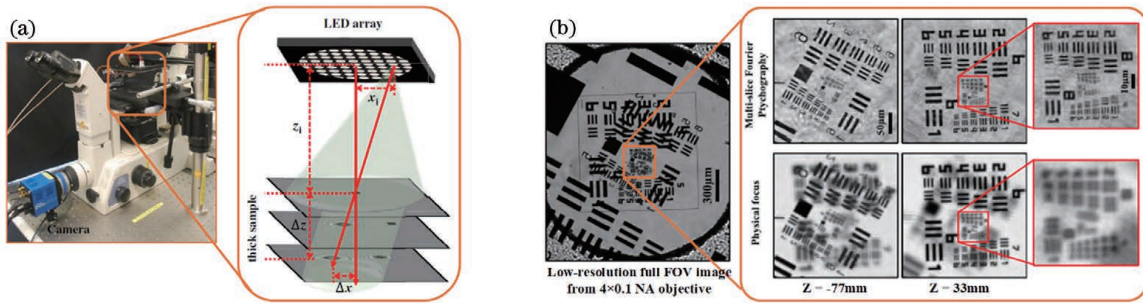 (a)
LED array
x_i
z_i
Δz
thick sample
Δx
Camera
(b)
300μm
Low-resolution full FOV image
from 4×0.1 NA objective
Multi-slice Fourier
Ptychography
50μm
10μm
Physical focus
Z = -77mm
Z = 33mm